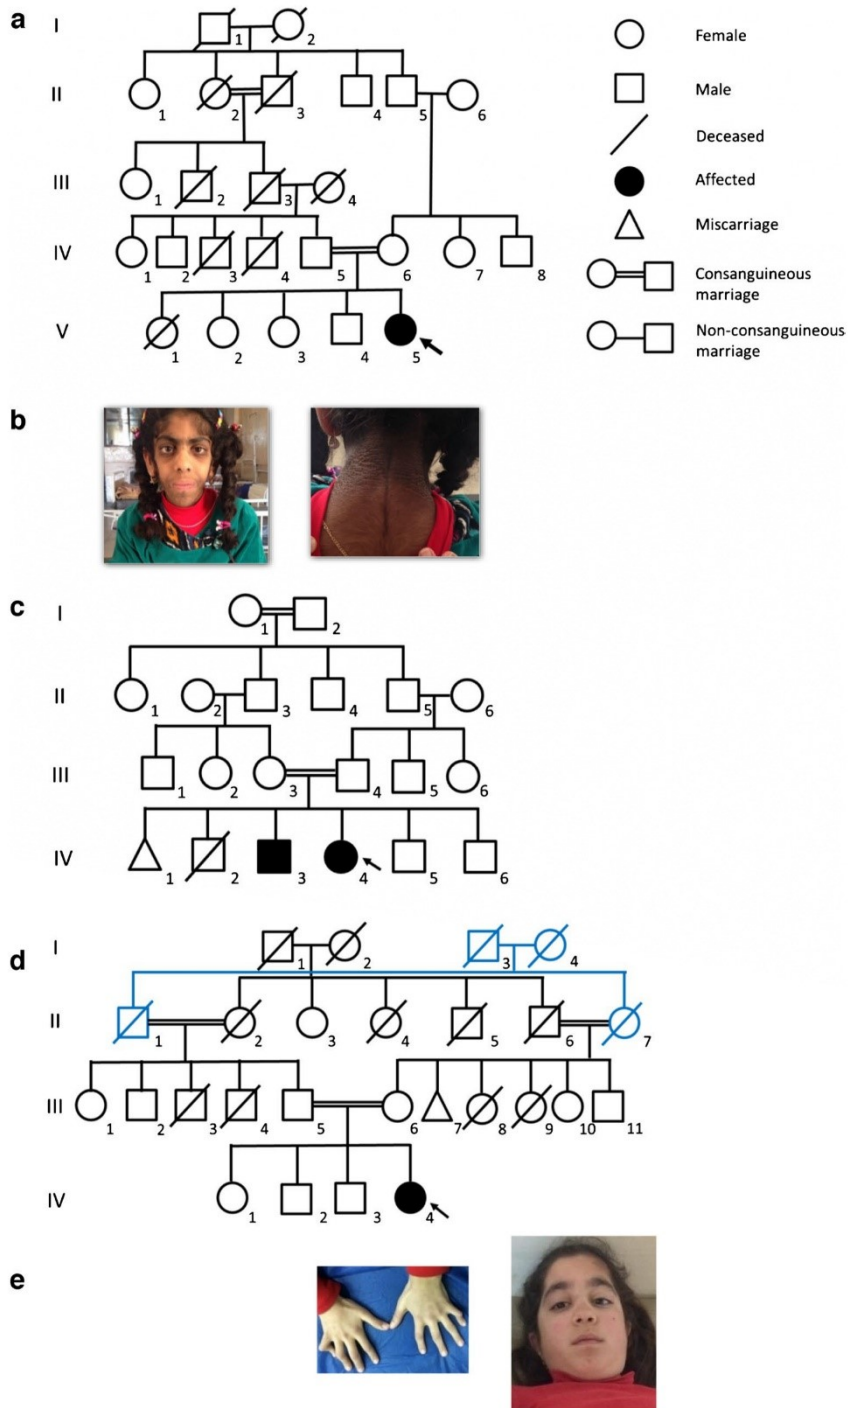 a
I
1
2
II
1
2
3
4
5
6
III
1
2
3
4
IV
1
2
3
4
5
6
7
8
V
1
2
3
4
5
Female
Male
Deceased
Affected
Miscarriage
Consanguineous
marriage
Non-consanguineous
marriage
b
c
I
1
2
II
1
2
3
4
5
6
III
1
2
3
4
5
6
IV
1
2
3
4
5
6
d
I
1
2
3
4
II
1
2
3
4
5
6
7
III
1
2
3
4
5
6
7
8
9
10
11
IV
1
2
3
4
e